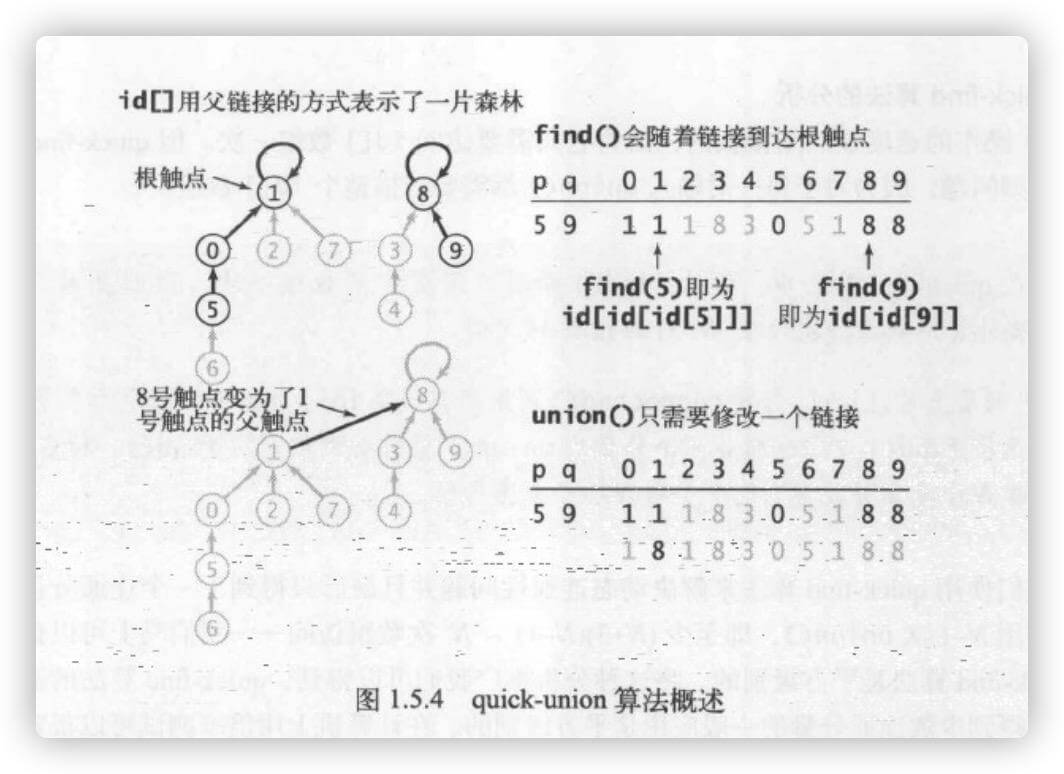 id[]用父链接的方式表示了一片森林
根触点
1
8
0
2
7
3
9
5
4
6
find()会随着链接到达根触点
p q 0 1 2 3 4 5 6 7 8 9
5 9 1 1 1 8 3 0 5 1 8 8
find(5)即为
id[id[id[5]]]
find(9)
即为id[id[9]]
8号触点变为了1
号触点的父触点
8
1
3
9
0
2
7
4
5
6
union()只需要修改一个链接
p q 0 1 2 3 4 5 6 7 8 9
5 9 1 1 1 8 3 0 5 1 8 8
1 8 1 8 3 0 5 1 8 8
图 1.5.4 quick-union 算法概述